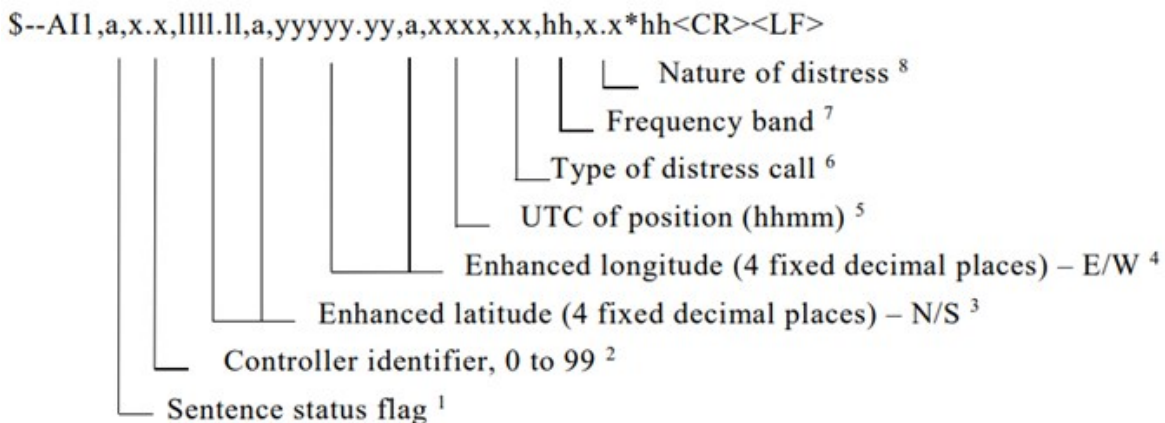 $--AI1,a,x.x,llll.ll,a,yyyyy.yy,a,xxxx,xx,hh,x.x*hh<CR><LF>
Nature of distress 8
Frequency band 7
Type of distress call 6
UTC of position (hhmm) 5
Enhanced longitude (4 fixed decimal places) – E/W 4
Enhanced latitude (4 fixed decimal places) – N/S 3
Controller identifier, 0 to 99 2
Sentence status flag 1